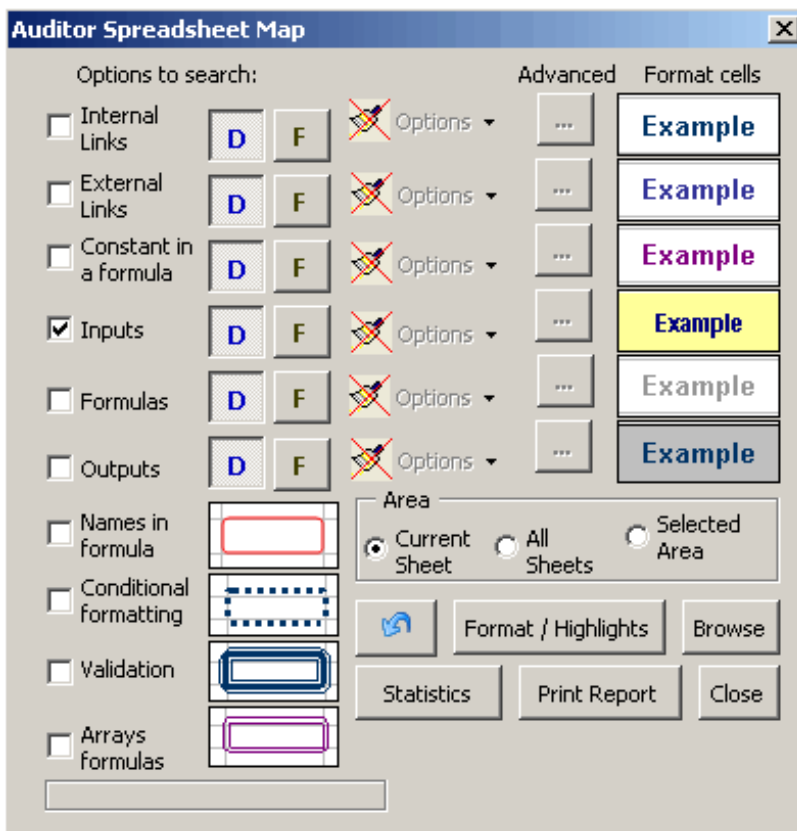 Auditor Spreadsheet Map
Options to search: Advanced Format cells
Internal
Links D F Options ... Example
External
Links D F Options ... Example
Constant in
a formula D F Options ... Example
Inputs D F Options ... Example
Formulas D F Options ... Example
Outputs D F Options ... Example
Names in
formula
Conditional
formatting
Validation
Arrays
formulas
Area
Current
Sheet
All
Sheets
Selected
Area
Format / Highlights Browse
Statistics Print Report Close